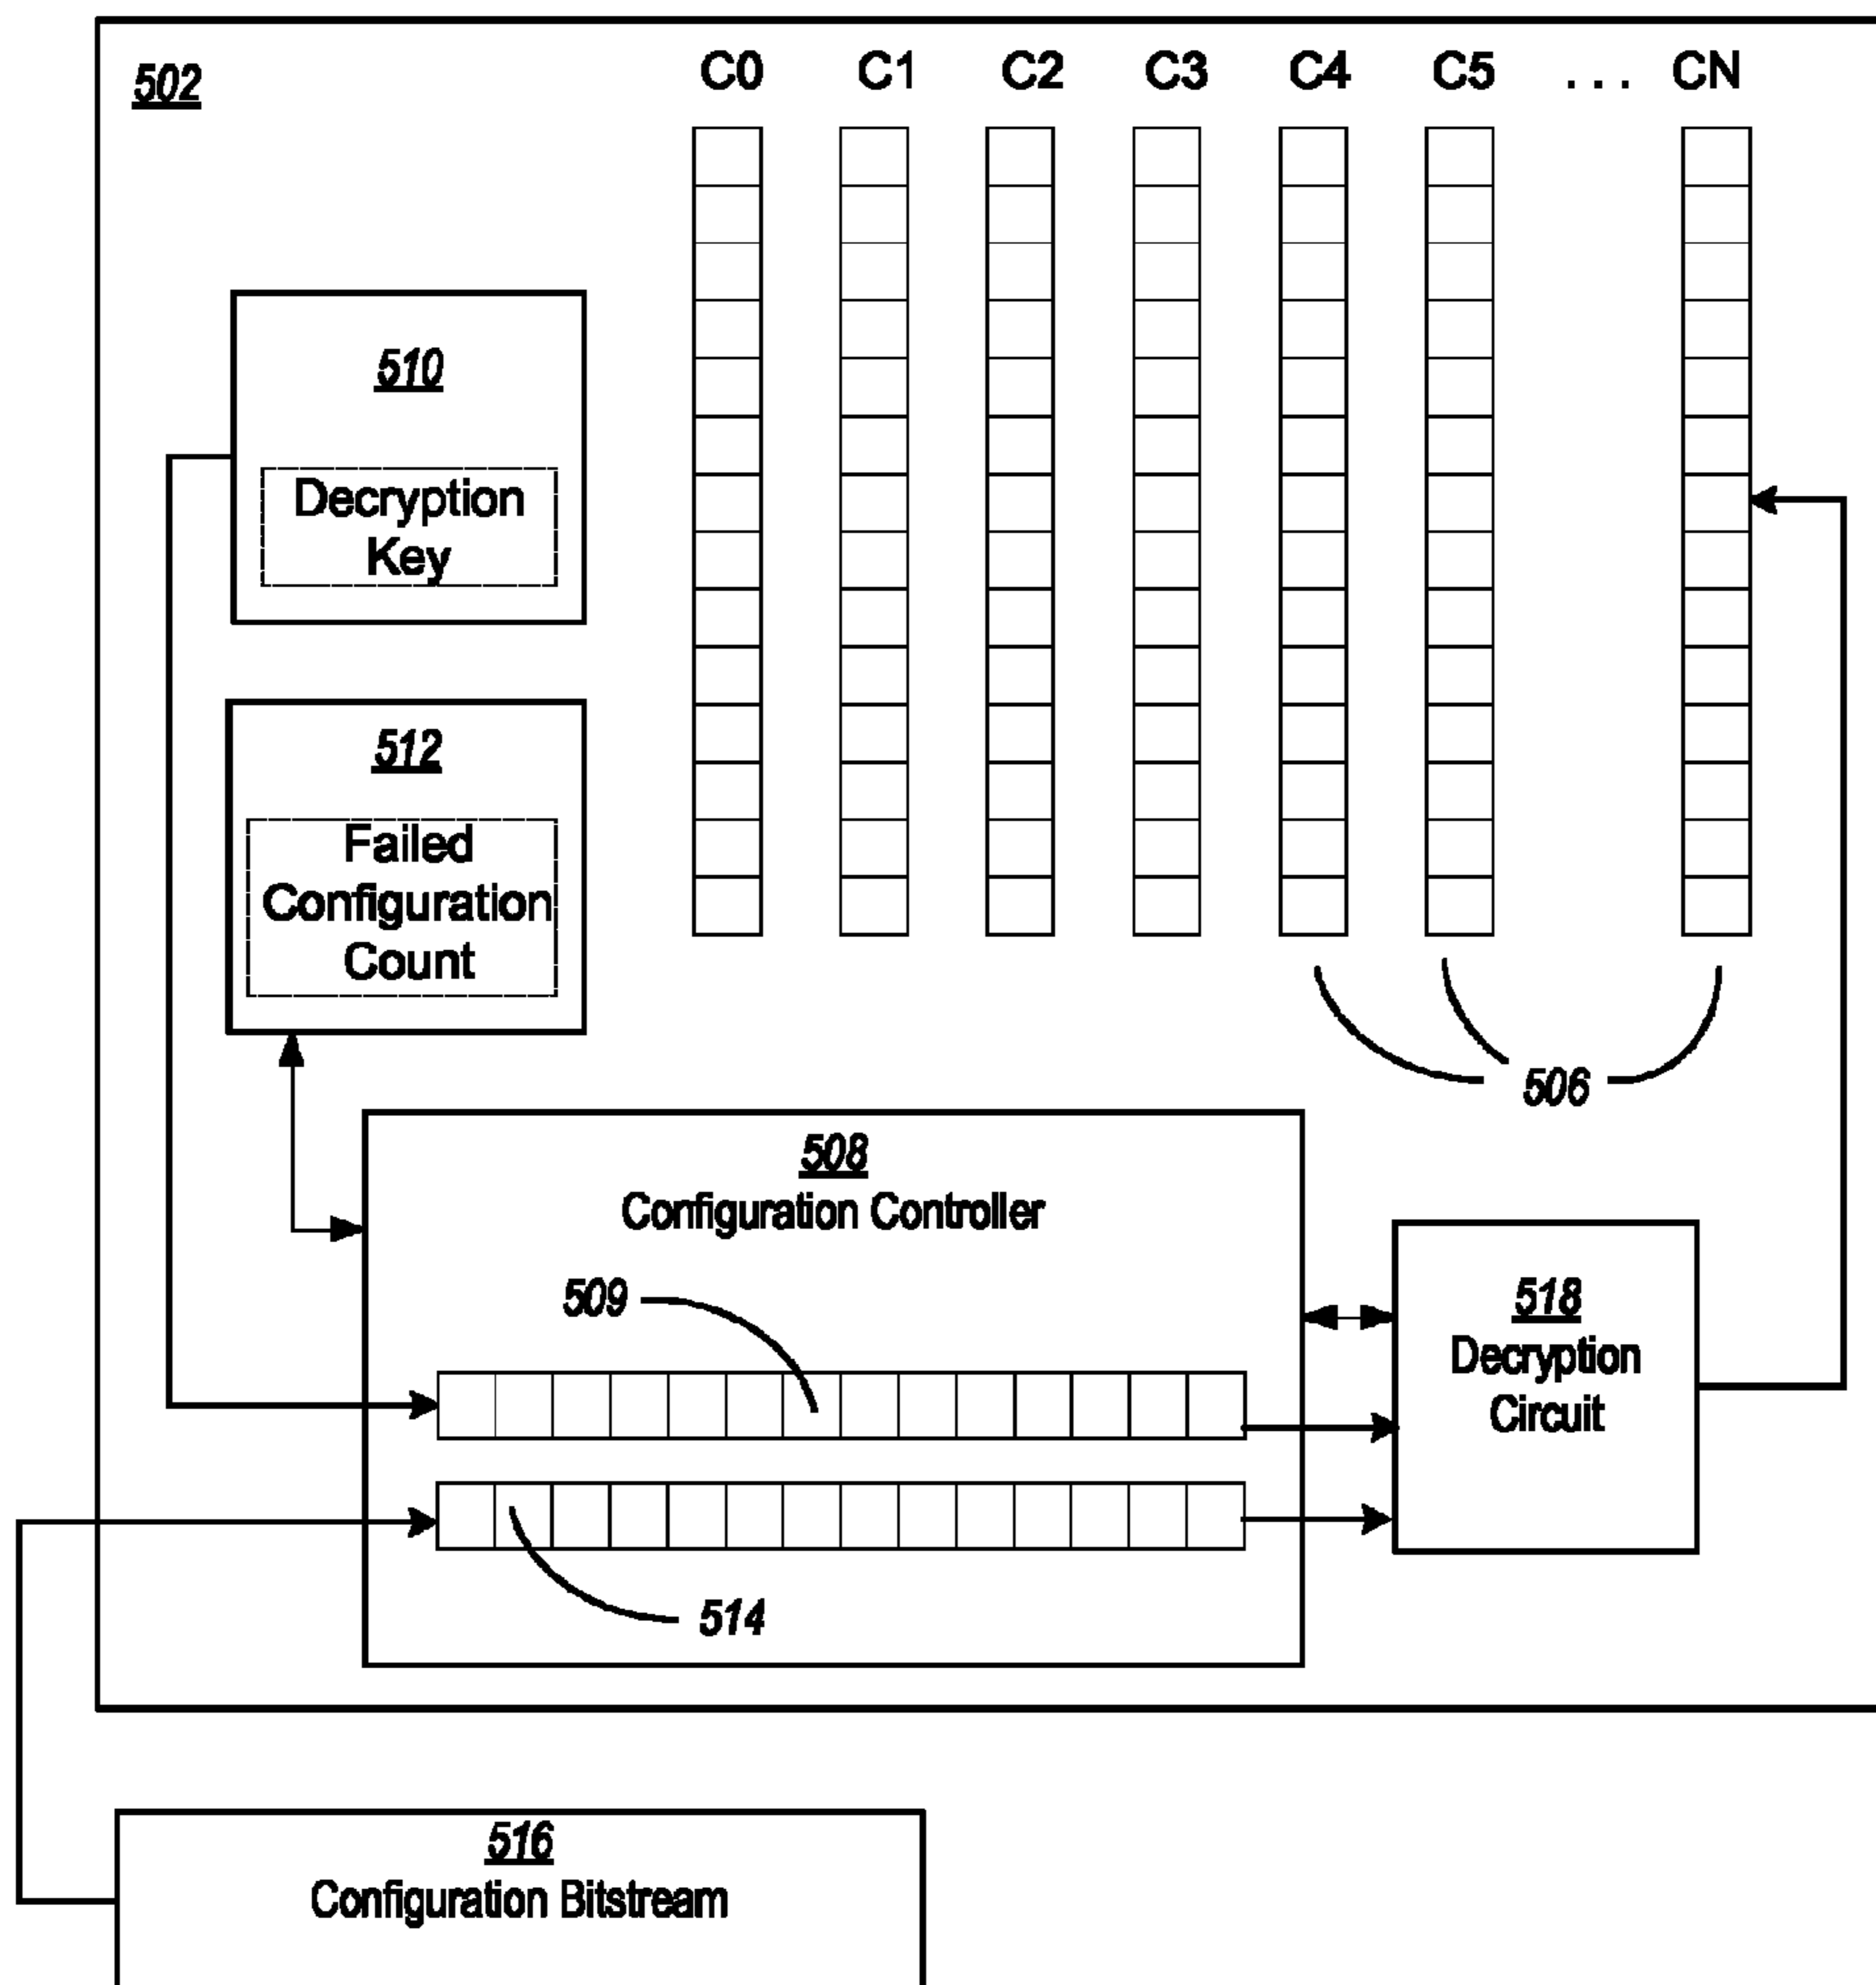 502
C0 C1 C2 C3 C4 C5 . . . CN
510
Decryption
Key
512
Failed
Configuration
Count
506
508
Configuration Controller
509
518
Decryption
Circuit
514
516
Configuration Bitstream